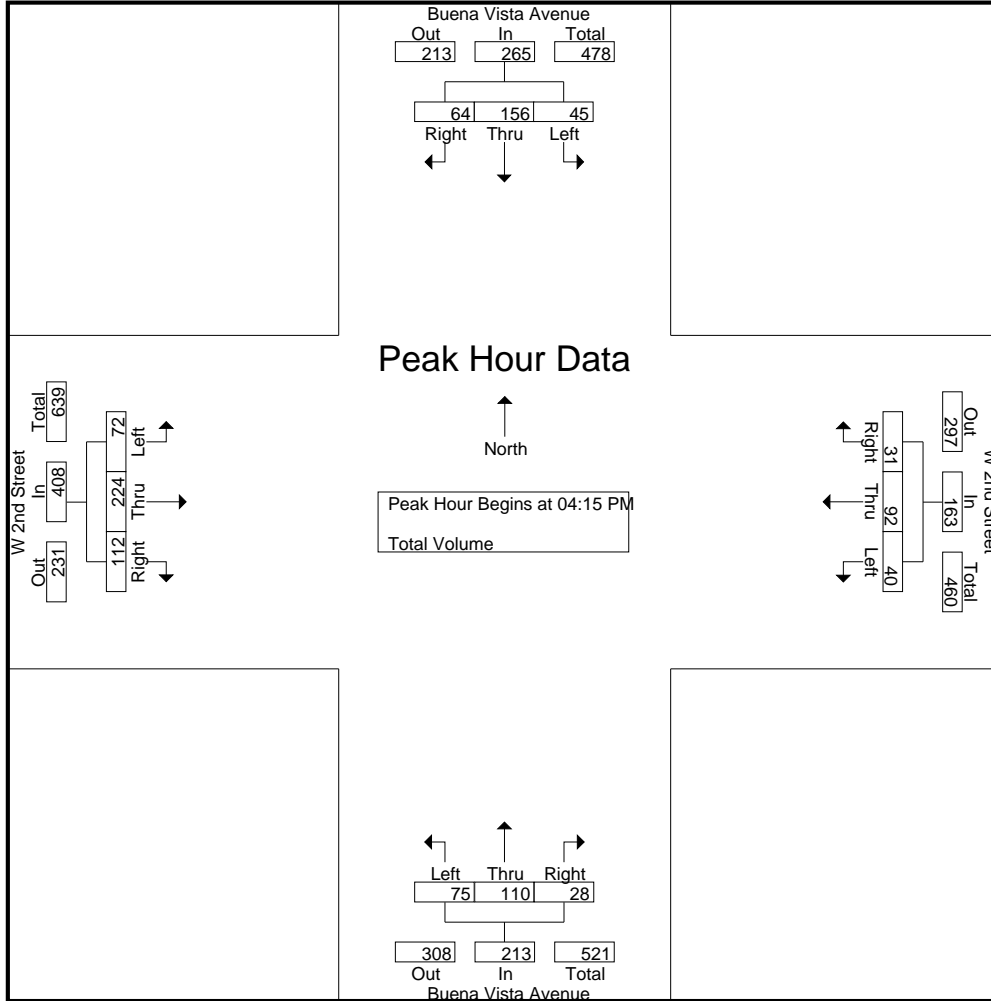 Buena Vista Avenue
Out In Total
213 265 478
64 156 45
Right Thru Left
Peak Hour Data
North
Peak Hour Begins at 04:15 PM
Total Volume
W 2nd Street
Total In Out
639 408 231
72 224 112
Left Thru Right
W 2nd Street
Out In Total
297 163 460
31 92 40
Right Thru Left
Left Thru Right
75 110 28
308 213 521
Out In Total
Buena Vista Avenue